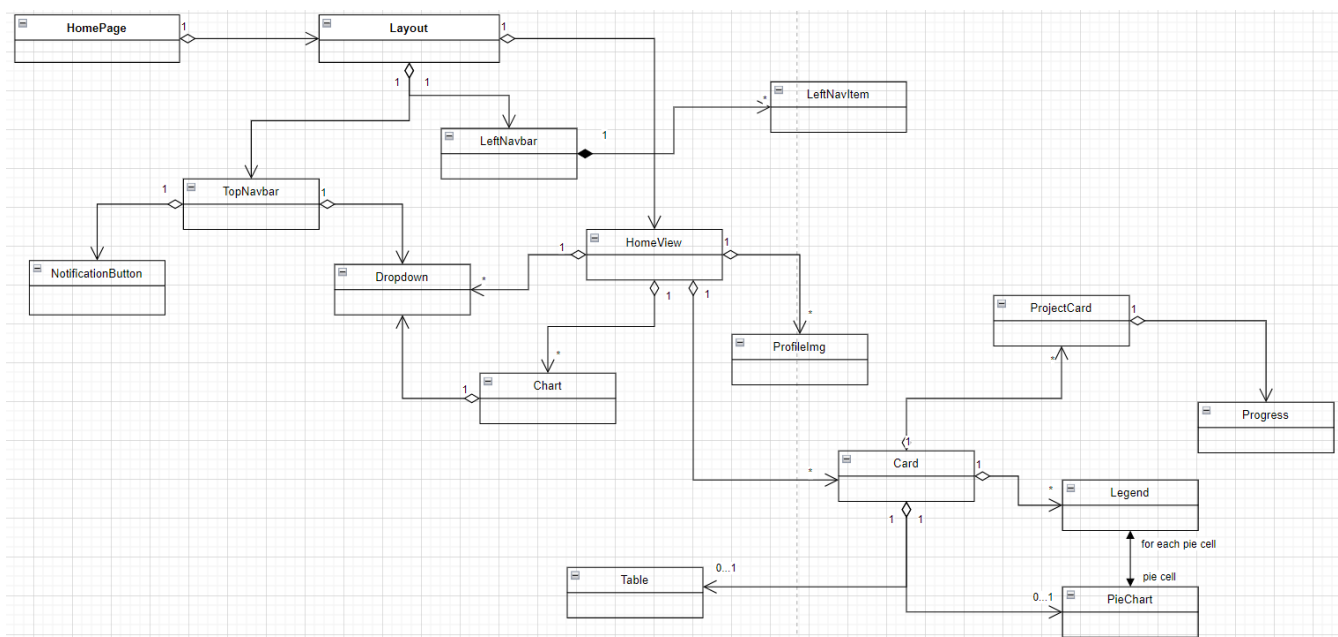 HomePage
1
Layout
1
1
1
LeftNavItem
*
LeftNavbar
1
TopNavbar
1
1
NotificationButton
Dropdown
*
HomeView
1
1
1
1
ProfileImg
*
Chart
*
1
ProjectCard
1
*
Progress
Card
1
1
*
1
1
Legend
*
for each pie cell
pie cell
Table
0...1
PieChart
0...1